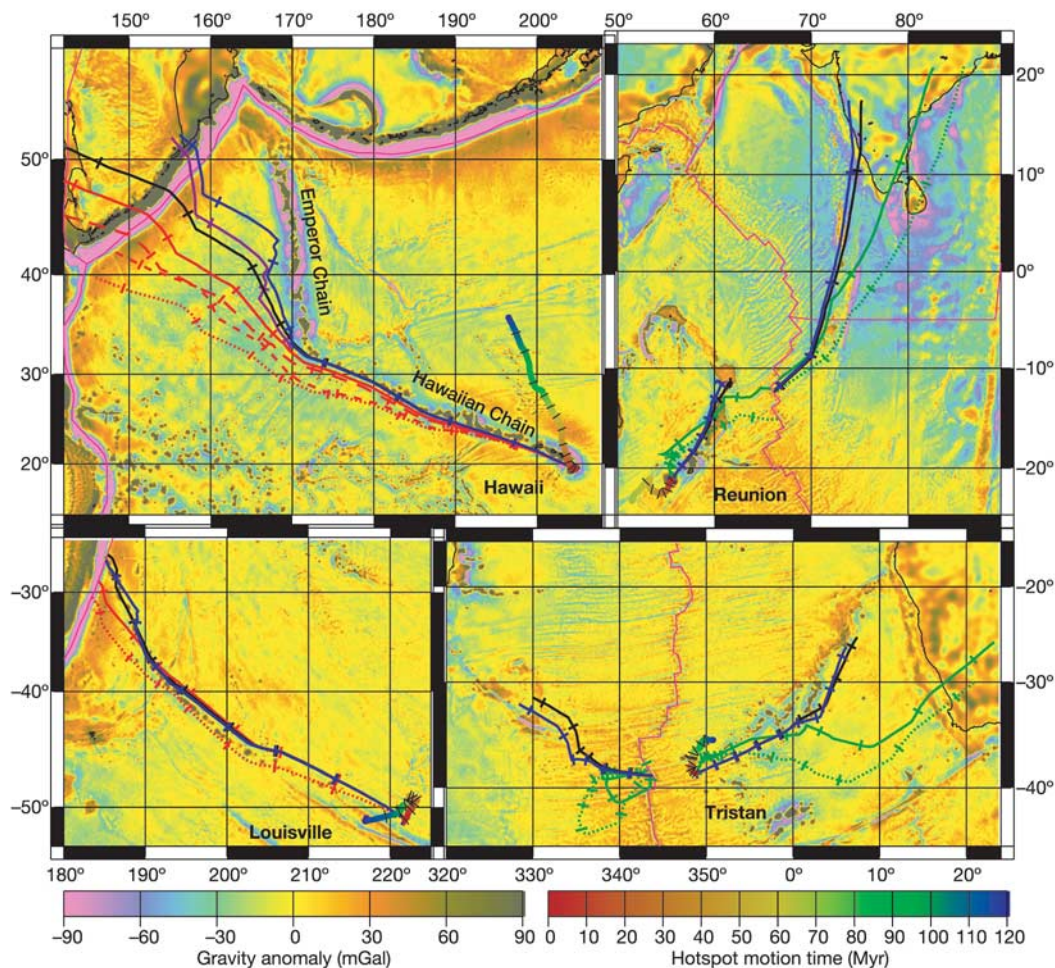 150º 160º 170º 180º 190º 200º 50º 60º 70º 80º
50º
40º
30º
20º
Emperor Chain
Hawaiian Chain
Hawaii
20º
10º
0º
−10º
−20º
Reunion
−30º
−40º
−50º
Louisville
−20º
−30º
−40º
Tristan
180º 190º 200º 210º 220º 320º 330º 340º 350º 0º 10º 20º
−90 −60 −30 0 30 60 90
Gravity anomaly (mGal)
0 10 20 30 40 50 60 70 80 90 100 110 120
Hotspot motion time (Myr)